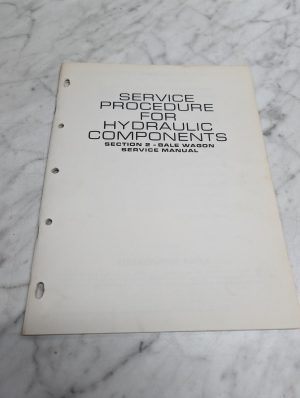 SERVICE
PROCEDURE
FOR
HYDRAULIC
COMPONENTS
SECTION 2 - BALE WAGON
SERVICE MANUAL